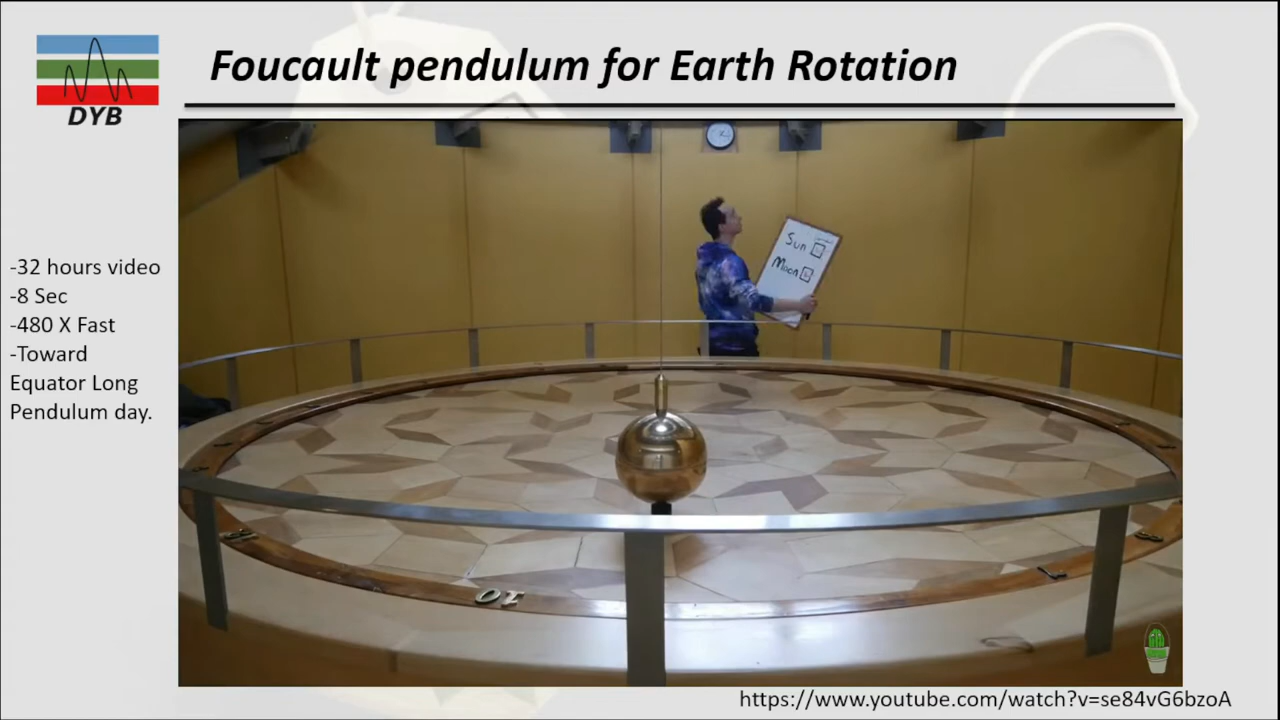 Foucault pendulum for Earth Rotation
DYB
-32 hours video
-8 Sec
-480 X Fast
-Toward
Equator Long
Pendulum day.
Sun
Moon
10
https://www.youtube.com/watch?v=se84vG6bzoA